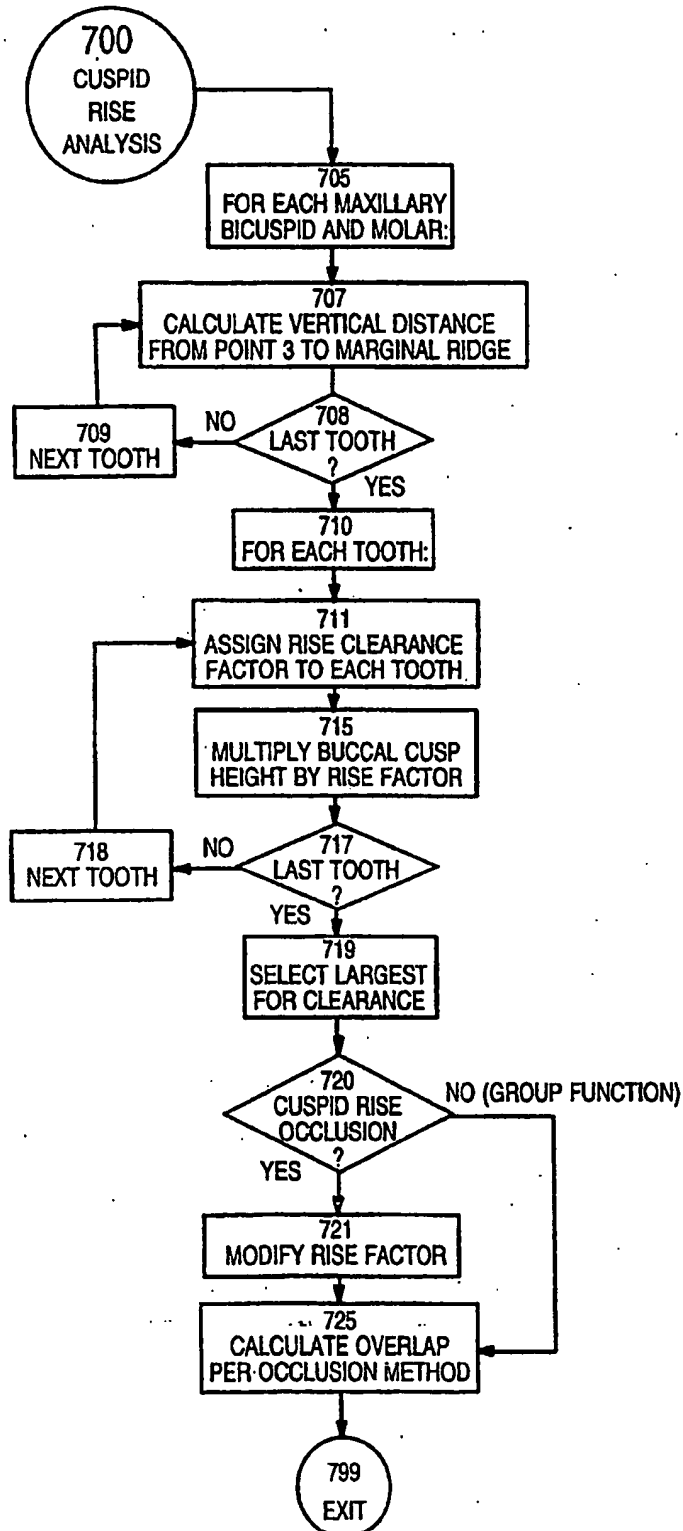 700
CUSPID
RISE
ANALYSIS
705
FOR EACH MAXILLARY
BICUSPID AND MOLAR:
707
CALCULATE VERTICAL DISTANCE
FROM POINT 3 TO MARGINAL RIDGE
708
LAST TOOTH
?
NO
709
NEXT TOOTH
YES
710
FOR EACH TOOTH:
711
ASSIGN RISE CLEARANCE
FACTOR TO EACH TOOTH
715
MULTIPLY BUCCAL CUSP
HEIGHT BY RISE FACTOR
717
LAST TOOTH
?
NO
718
NEXT TOOTH
YES
719
SELECT LARGEST
FOR CLEARANCE
720
CUSPID RISE
OCCLUSION
?
NO (GROUP FUNCTION)
YES
721
MODIFY RISE FACTOR
725
CALCULATE OVERLAP
PER OCCLUSION METHOD
799
EXIT